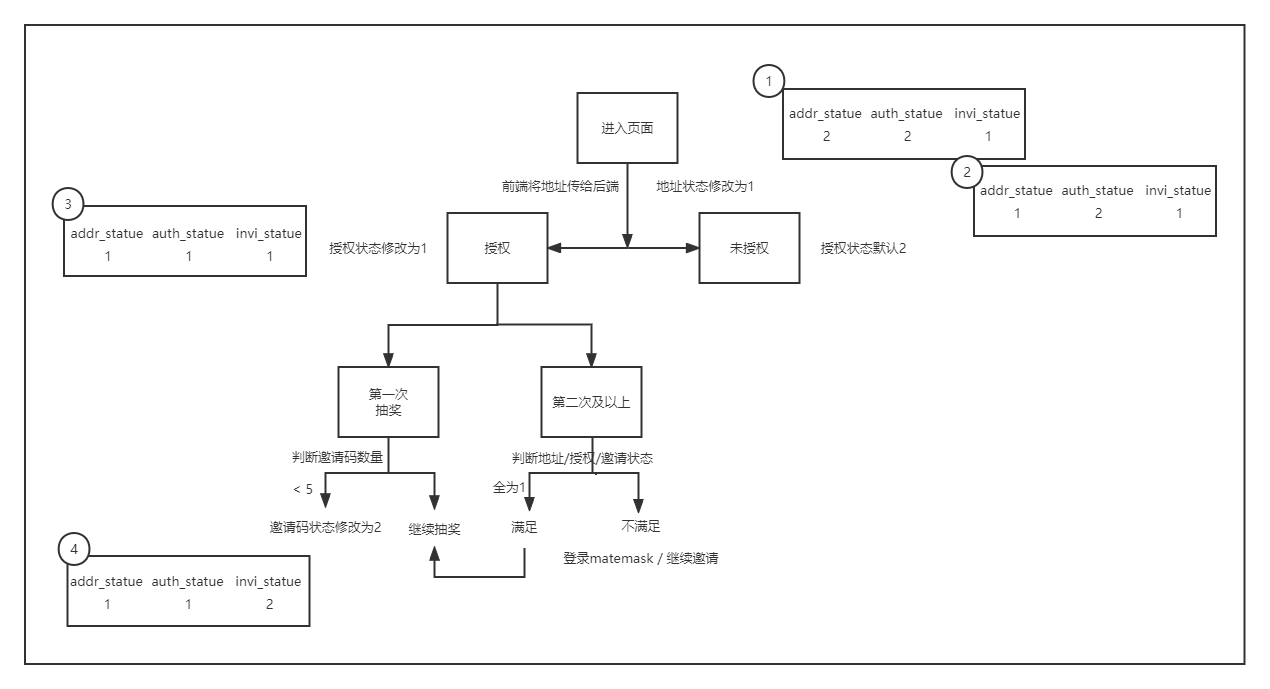 1
addr_statue auth_statue invi_statue
2 2 1
进入页面
2
addr_statue auth_statue invi_statue
1 2 1
前端将地址传给后端
地址状态修改为1
3
addr_statue auth_statue invi_statue
1 1 1
授权状态修改为1
授权
未授权
授权状态默认2
第一次
抽奖
第二次及以上
判断邀请码数量
判断地址/授权/邀请状态
< 5
全为1
邀请码状态修改为2
继续抽奖
满足
不满足
登录matemask / 继续邀请
4
addr_statue auth_statue invi_statue
1 1 2